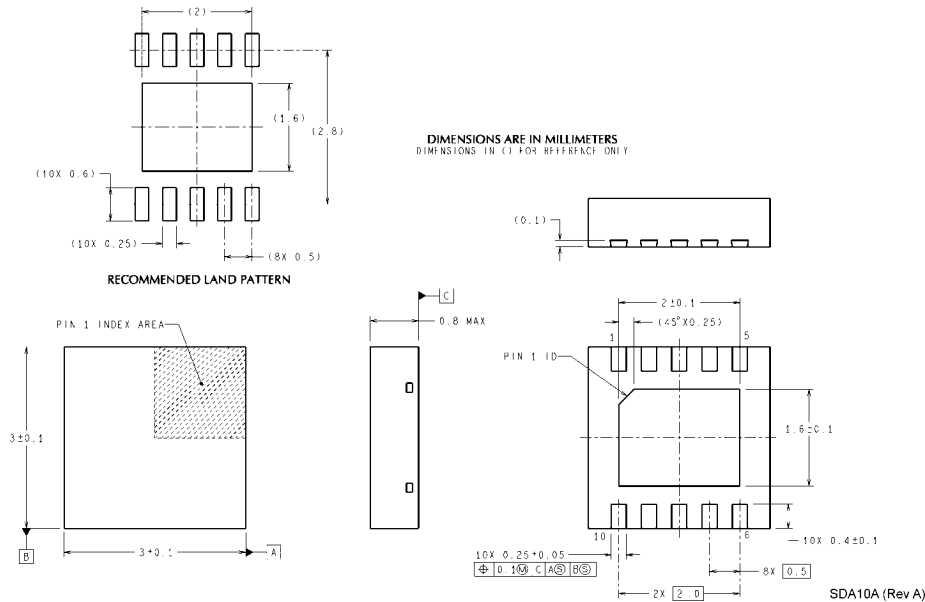 (2)
(1.6)
(2.8)
DIMENSIONS ARE IN MILLIMETERS
DIMENSIONS IN () FOR REFERENCE ONLY
(10X 0.6)
(10X 0.25)
(8X 0.5)
(0.1)
RECOMMENDED LAND PATTERN
C
0.8 MAX
2±0.1
(45°X0.25)
PIN 1 INDEX AREA
1
5
PIN 1 ID
3±0.1
1.6±0.1
B
3±0.1
A
10
6
10X 0.4±0.1
10X 0.25±0.05
⌖ 0.1Ⓜ C AⓈ BⓈ
8X 0.5
2X 2.0
SDA10A (Rev A)